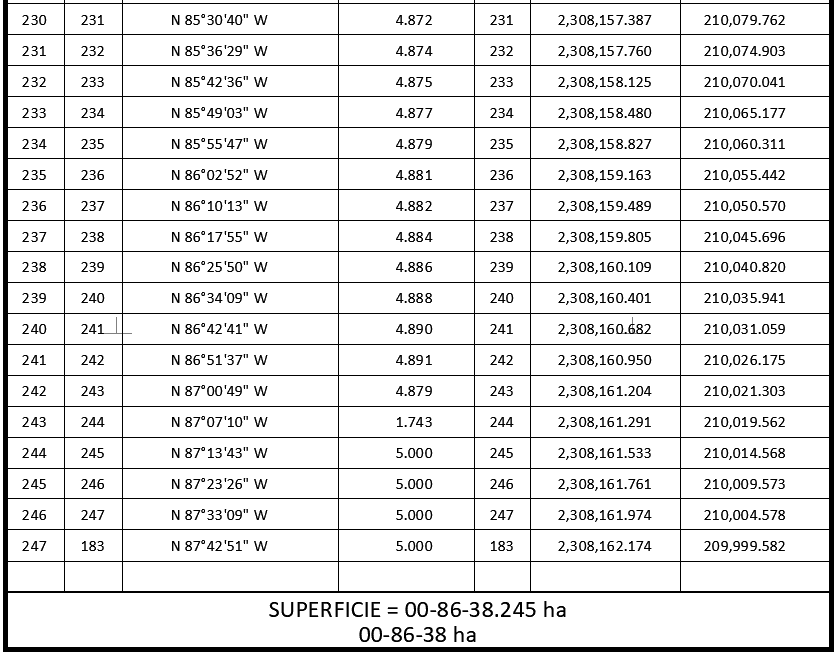 230 231 N 85°30'40" W 4.872 231 2,308,157.387 210,079.762
231 232 N 85°36'29" W 4.874 232 2,308,157.760 210,074.903
232 233 N 85°42'36" W 4.875 233 2,308,158.125 210,070.041
233 234 N 85°49'03" W 4.877 234 2,308,158.480 210,065.177
234 235 N 85°55'47" W 4.879 235 2,308,158.827 210,060.311
235 236 N 86°02'52" W 4.881 236 2,308,159.163 210,055.442
236 237 N 86°10'13" W 4.882 237 2,308,159.489 210,050.570
237 238 N 86°17'55" W 4.884 238 2,308,159.805 210,045.696
238 239 N 86°25'50" W 4.886 239 2,308,160.109 210,040.820
239 240 N 86°34'09" W 4.888 240 2,308,160.401 210,035.941
240 241 N 86°42'41" W 4.890 241 2,308,160.682 210,031.059
241 242 N 86°51'37" W 4.891 242 2,308,160.950 210,026.175
242 243 N 87°00'49" W 4.879 243 2,308,161.204 210,021.303
243 244 N 87°07'10" W 1.743 244 2,308,161.291 210,019.562
244 245 N 87°13'43" W 5.000 245 2,308,161.533 210,014.568
245 246 N 87°23'26" W 5.000 246 2,308,161.761 210,009.573
246 247 N 87°33'09" W 5.000 247 2,308,161.974 210,004.578
247 183 N 87°42'51" W 5.000 183 2,308,162.174 209,999.582
SUPERFICIE = 00-86-38.245 ha
00-86-38 ha